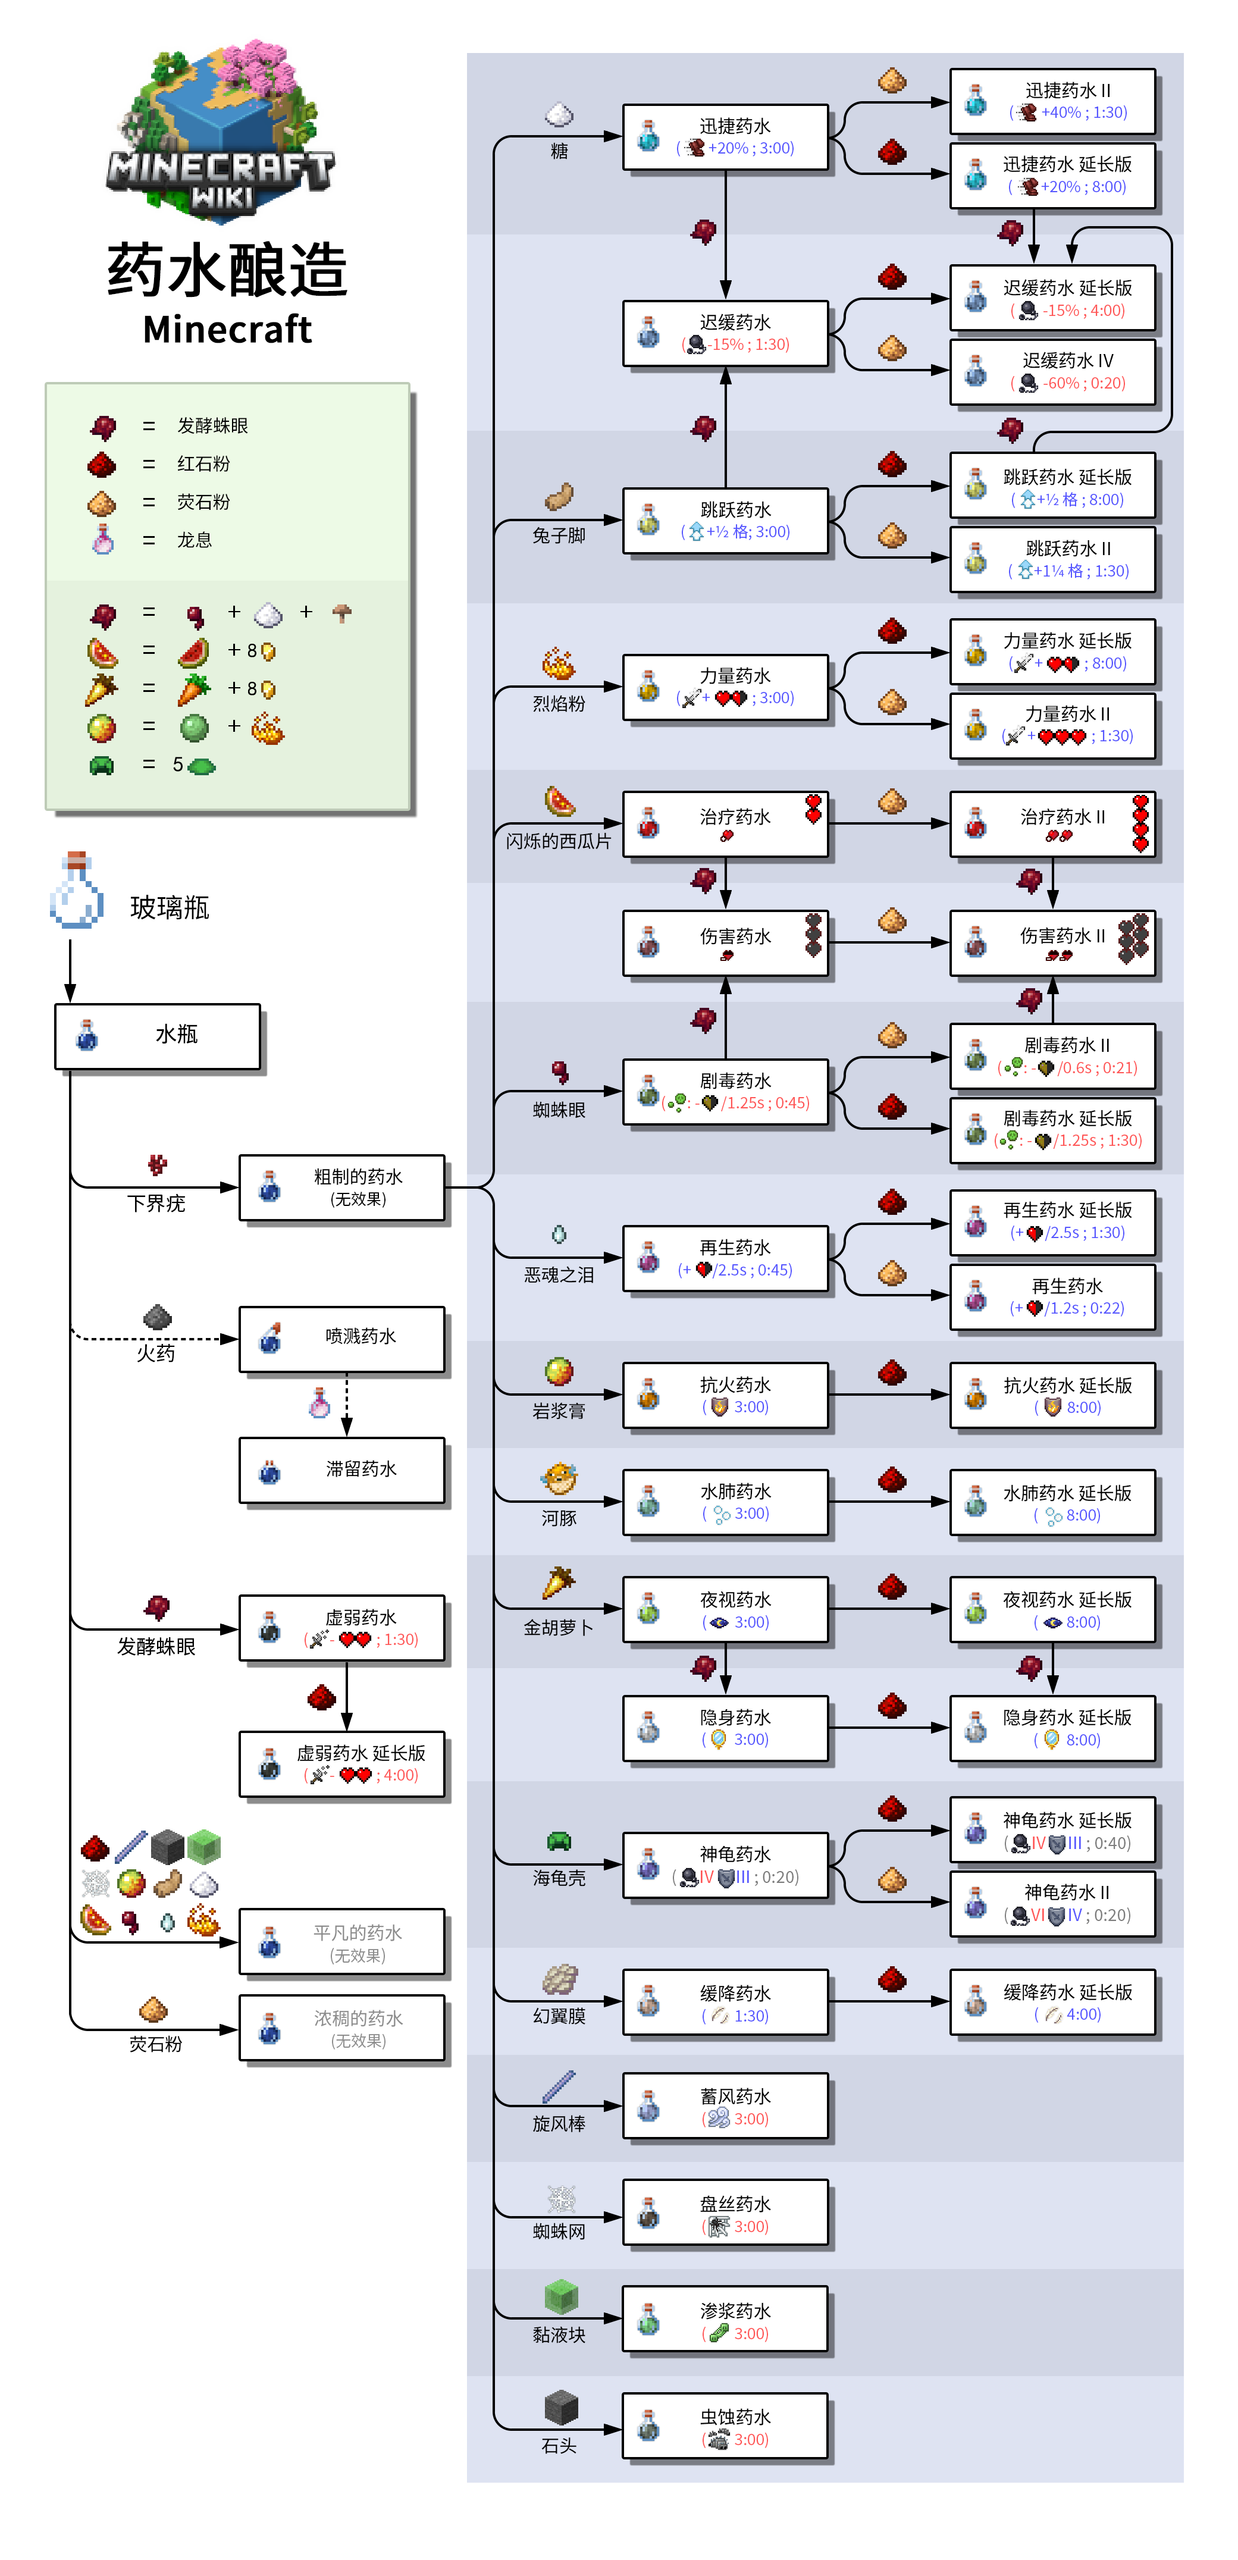 MINECRAFT
WIKI
药水酿造
Minecraft
= 发酵蛛眼
= 红石粉
= 荧石粉
= 龙息
= + +
= + 8
= + 8
= +
= 5
玻璃瓶
水瓶
下界疣
粗制的药水
(无效果)
火药
喷溅药水
滞留药水
发酵蛛眼
虚弱药水
( - ; 1:30)
虚弱药水 延长版
( - ; 4:00)
平凡的药水
(无效果)
荧石粉
浓稠的药水
(无效果)
糖
迅捷药水
( +20% ; 3:00)
迅捷药水 II
( +40% ; 1:30)
迅捷药水 延长版
( +20% ; 8:00)
迟缓药水
( -15% ; 1:30)
迟缓药水 延长版
( -15% ; 4:00)
迟缓药水 IV
( -60% ; 0:20)
兔子脚
跳跃药水
( +½ 格; 3:00)
跳跃药水 延长版
( +½ 格 ; 8:00)
跳跃药水 II
( +1¼ 格 ; 1:30)
烈焰粉
力量药水
( + ; 3:00)
力量药水 延长版
( + ; 8:00)
力量药水 II
( + ; 1:30)
闪烁的西瓜片
治疗药水
治疗药水 II
伤害药水
伤害药水 II
蜘蛛眼
剧毒药水
( : - /1.25s ; 0:45)
剧毒药水 II
( : - /0.6s ; 0:21)
剧毒药水 延长版
( : - /1.25s ; 1:30)
恶魂之泪
再生药水
(+ /2.5s ; 0:45)
再生药水 延长版
(+ /2.5s ; 1:30)
再生药水
(+ /1.2s ; 0:22)
岩浆膏
抗火药水
( 3:00)
抗火药水 延长版
( 8:00)
河豚
水肺药水
( 3:00)
水肺药水 延长版
( 8:00)
金胡萝卜
夜视药水
( 3:00)
夜视药水 延长版
( 8:00)
隐身药水
( 3:00)
隐身药水 延长版
( 8:00)
海龟壳
神龟药水
( IV III ; 0:20)
神龟药水 延长版
( IV III ; 0:40)
神龟药水 II
( VI IV ; 0:20)
幻翼膜
缓降药水
( 1:30)
缓降药水 延长版
( 4:00)
旋风棒
蓄风药水
( 3:00)
蜘蛛网
盘丝药水
( 3:00)
黏液块
渗浆药水
( 3:00)
石头
虫蚀药水
( 3:00)